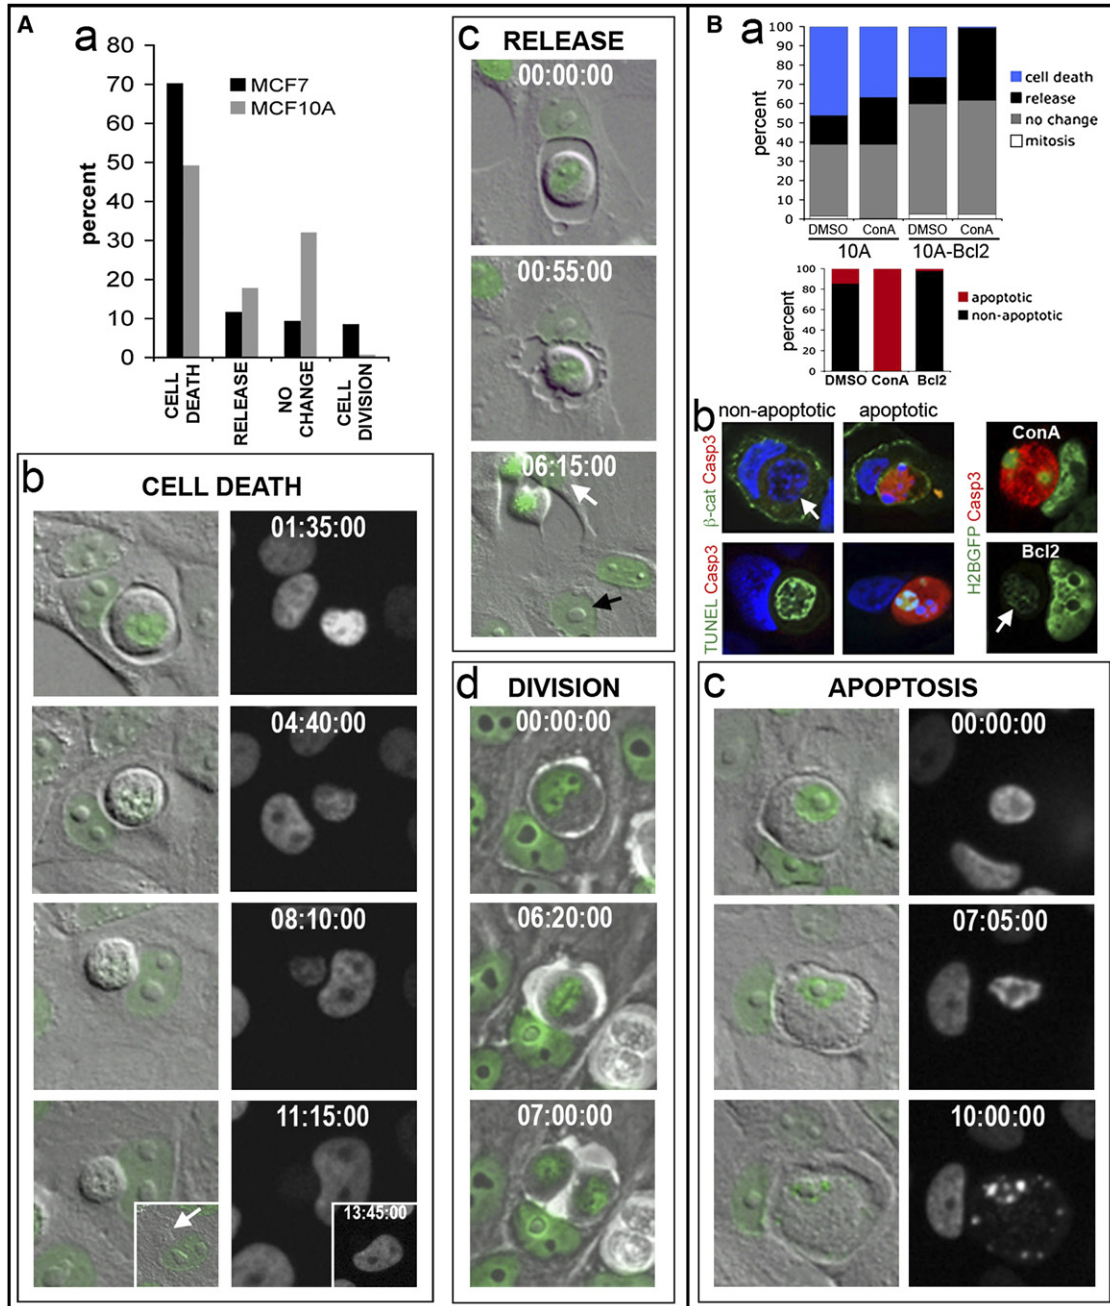 A
a
80
70
60
50
40
30
20
10
0
percent
MCF7
MCF10A
CELL
DEATH
RELEASE
NO
CHANGE
CELL
DIVISION
b
CELL DEATH
01:35:00
04:40:00
08:10:00
11:15:00
13:45:00
c
RELEASE
00:00:00
00:55:00
06:15:00
d
DIVISION
00:00:00
06:20:00
07:00:00
B
a
100
90
80
70
60
50
40
30
20
10
0
percent
cell death
release
no change
mitosis
DMSO ConA DMSO ConA
10A 10A-Bcl2
100
80
60
40
20
0
percent
apoptotic
non-apoptotic
DMSO ConA Bcl2
b
non-apoptotic apoptotic
β-cat Casp3
TUNEL Casp3
H2BGFP Casp3
ConA
Bcl2
c
APOPTOSIS
00:00:00
07:05:00
10:00:00